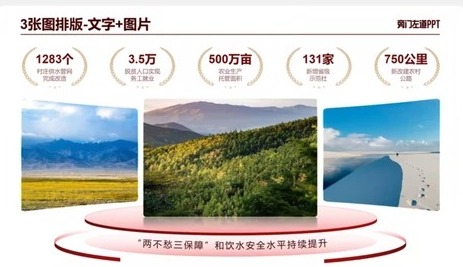 3张图排版-文字+图片
旁门左道PPT
1283个
村庄供水管网
完成改造
3.5万
脱贫人口实现
务工就业
500万亩
农业生产
托管面积
131家
新增省级
示范社
750公里
新改建农村
公路
“两不愁三保障”和饮水安全水平持续提升